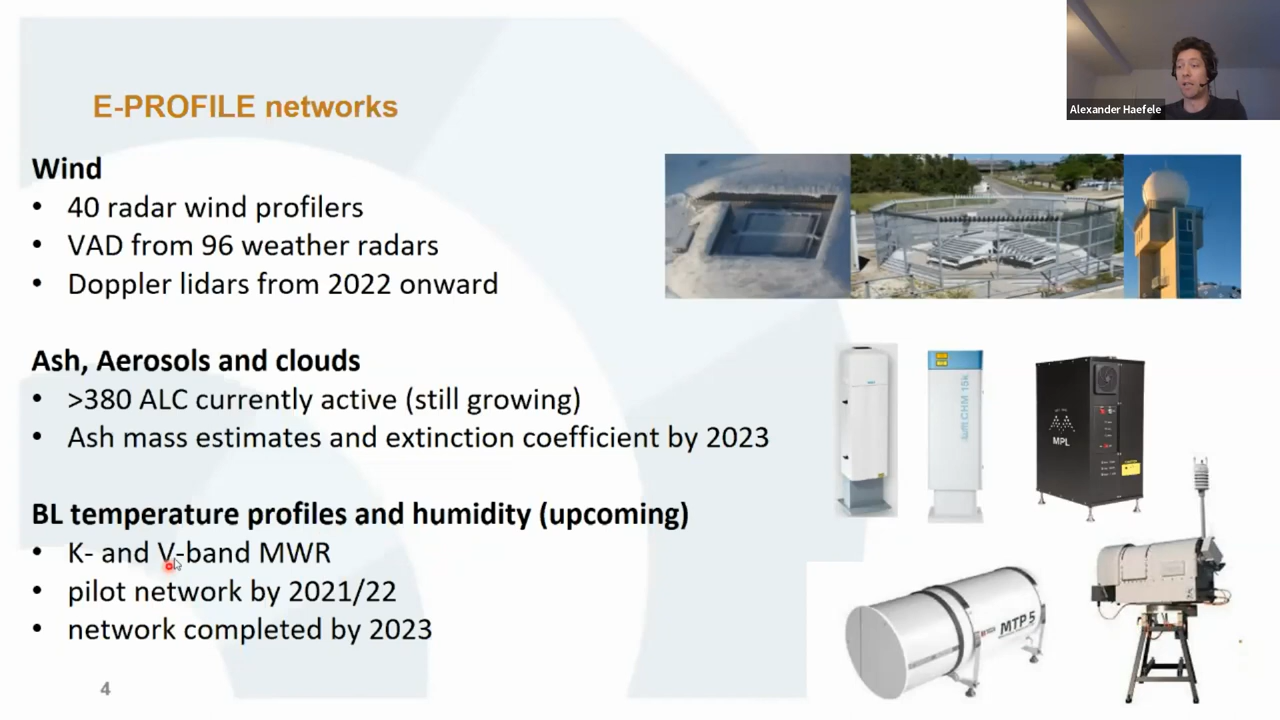 Alexander Haefele
E-PROFILE networks
Wind
• 40 radar wind profilers
• VAD from 96 weather radars
• Doppler lidars from 2022 onward
Ash, Aerosols and clouds
• >380 ALC currently active (still growing)
• Ash mass estimates and extinction coefficient by 2023
BL temperature profiles and humidity (upcoming)
• K- and V-band MWR
• pilot network by 2021/22
• network completed by 2023
CHM 15k
MPL
MTP 5
4